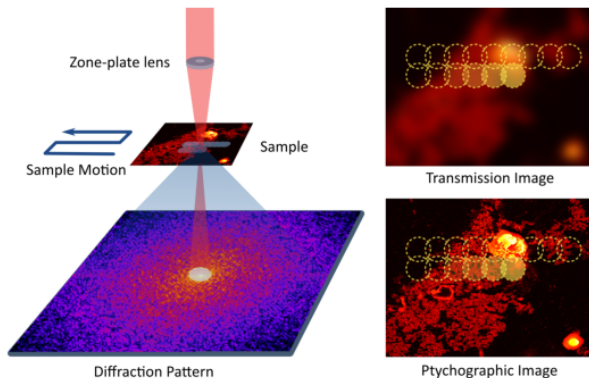 Zone-plate lens
Sample
Sample Motion
Diffraction Pattern
Transmission Image
Ptychographic Image